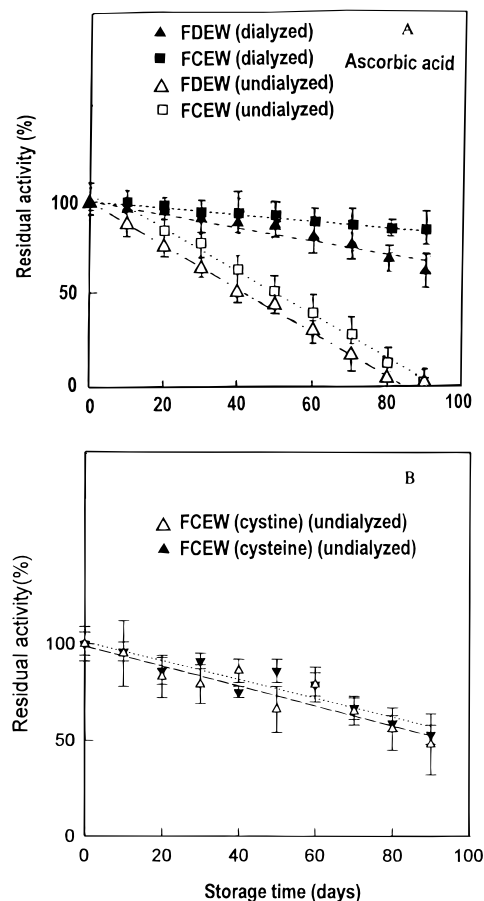 ▲ FDEW (dialyzed)
A
■ FCEW (dialyzed)
Ascorbic acid
△ FDEW (undialyzed)
□ FCEW (undialyzed)
Residual activity (%)
100
50
0
0 20 40 60 80 100
B
△ FCEW (cystine) (undialyzed)
▲ FCEW (cysteine) (undialyzed)
Residual activity (%)
100
50
0
0 20 40 60 80 100
Storage time (days)